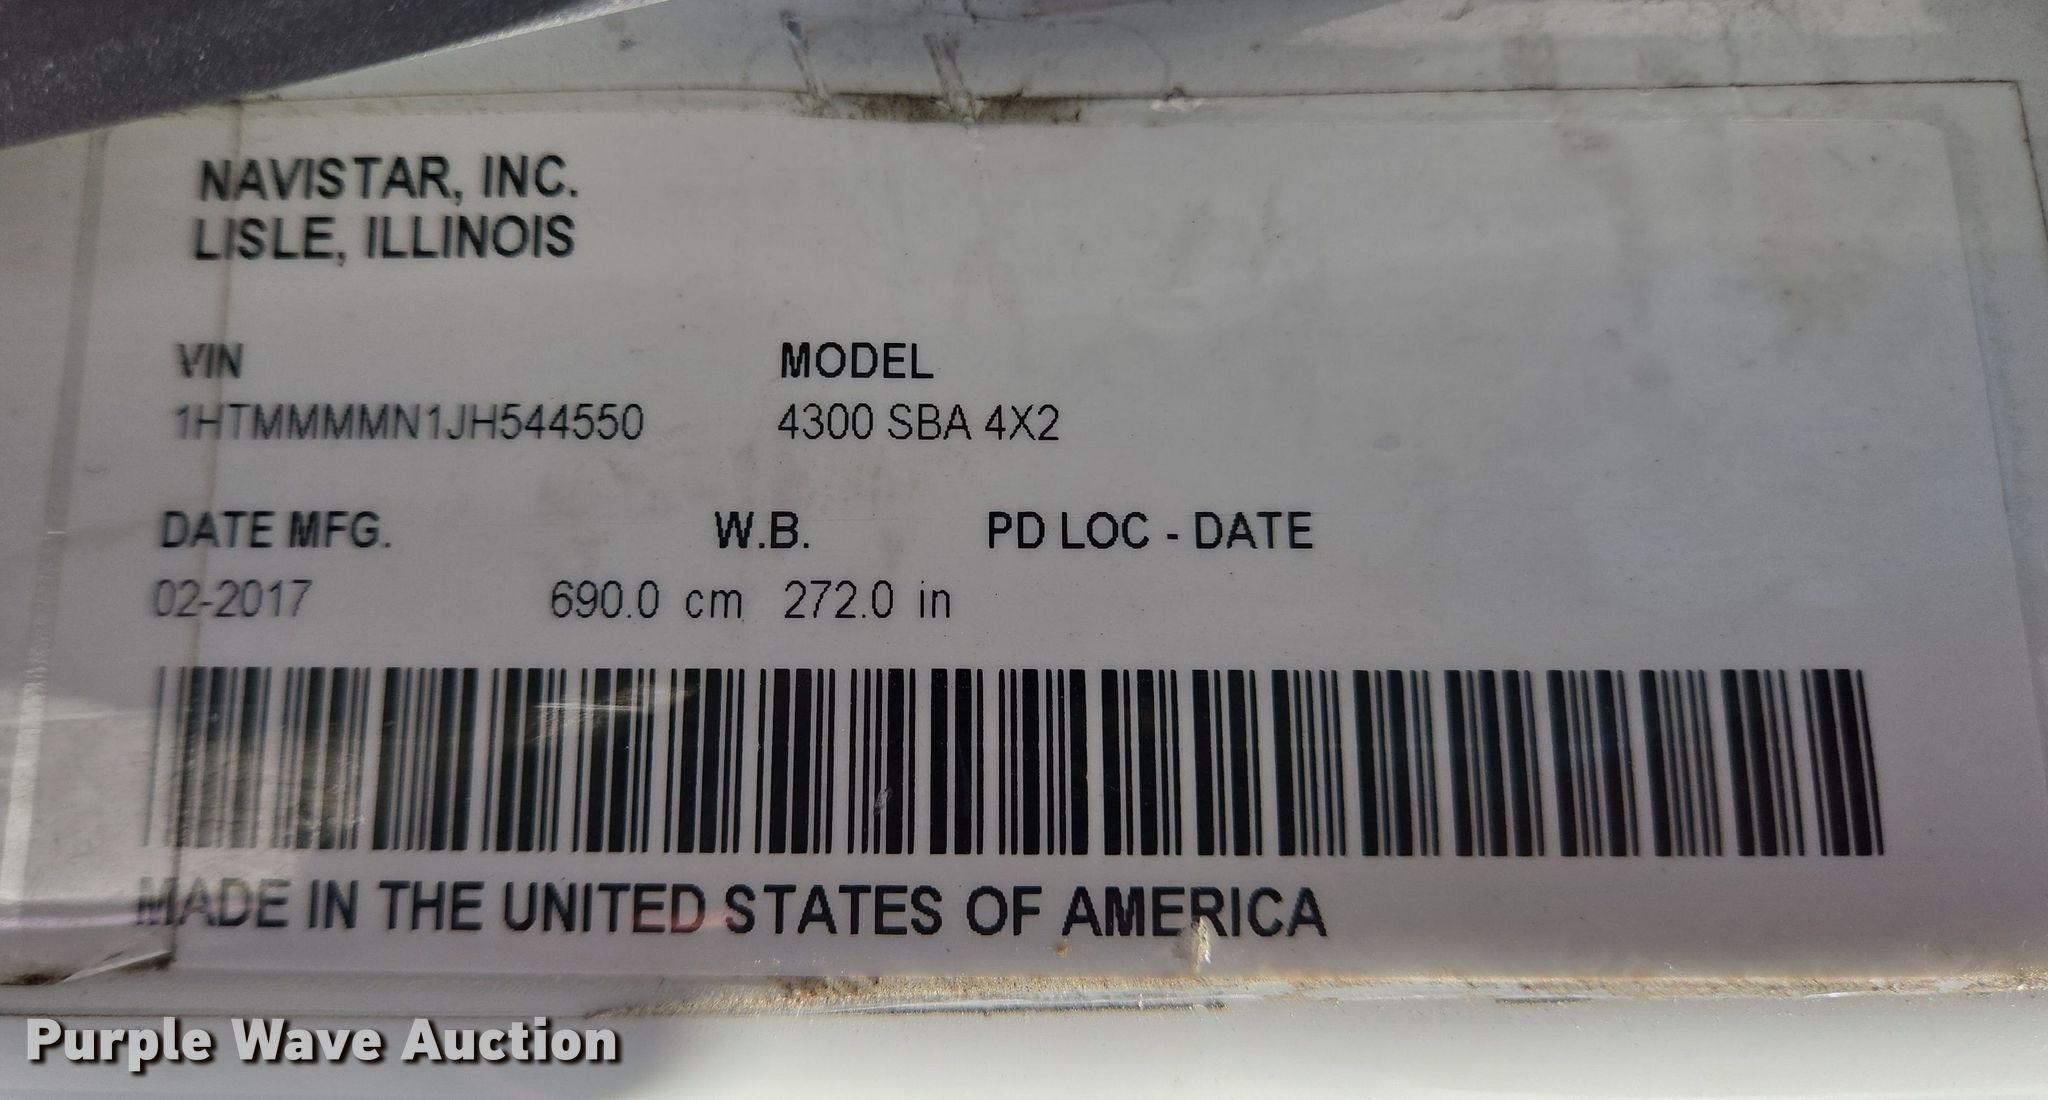 NAVISTAR, INC.
LISLE, ILLINOIS
VIN MODEL
1HTMMMMN1JH544550 4300 SBA 4X2
DATE MFG. W.B. PD LOC - DATE
02-2017 690.0 cm 272.0 in
MADE IN THE UNITED STATES OF AMERICA
Purple Wave Auction